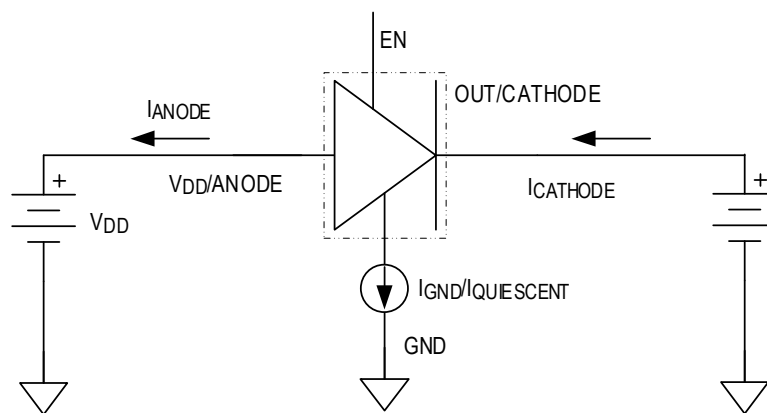 EN
IANODE
OUT/CATHODE
+
VDD/ANODE
ICATHODE
+
VDD
IGND/IQUIESCENT
GND